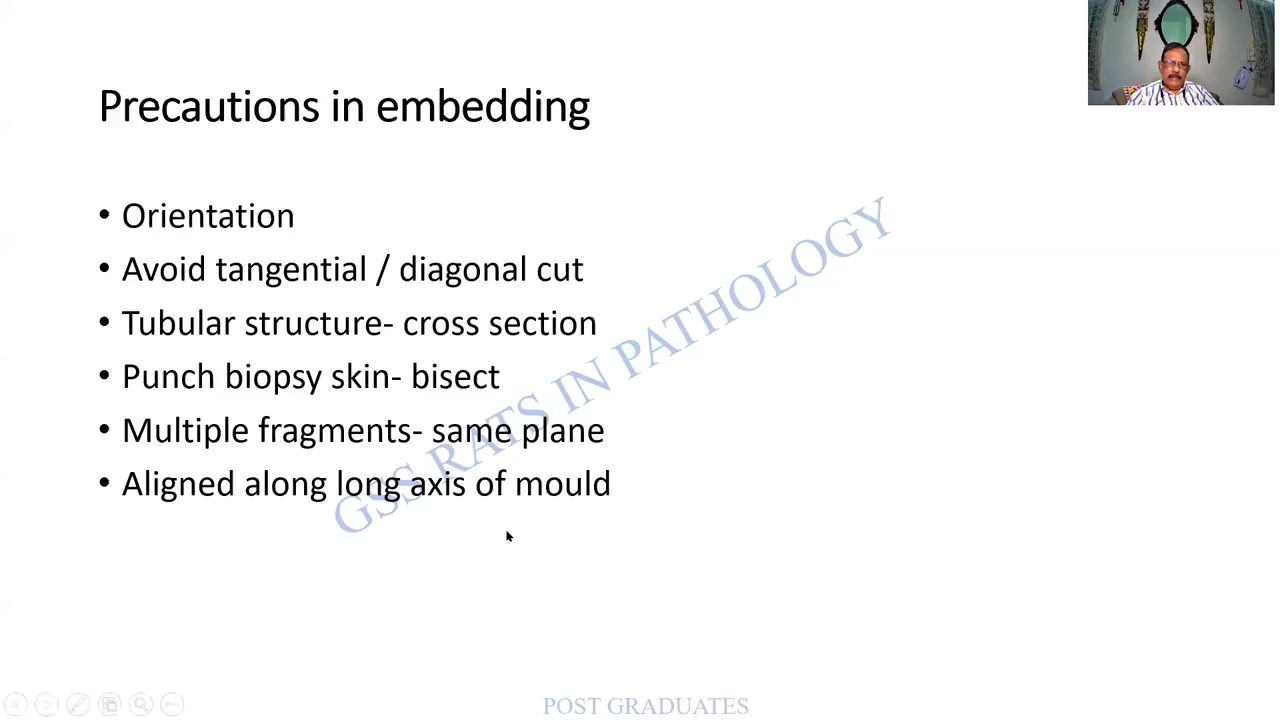 Precautions in embedding
• Orientation
• Avoid tangential / diagonal cut
• Tubular structure- cross section
• Punch biopsy skin- bisect
• Multiple fragments- same plane
• Aligned along long axis of mould
GSS RATS IN PATHOLOGY
POST GRADUATES